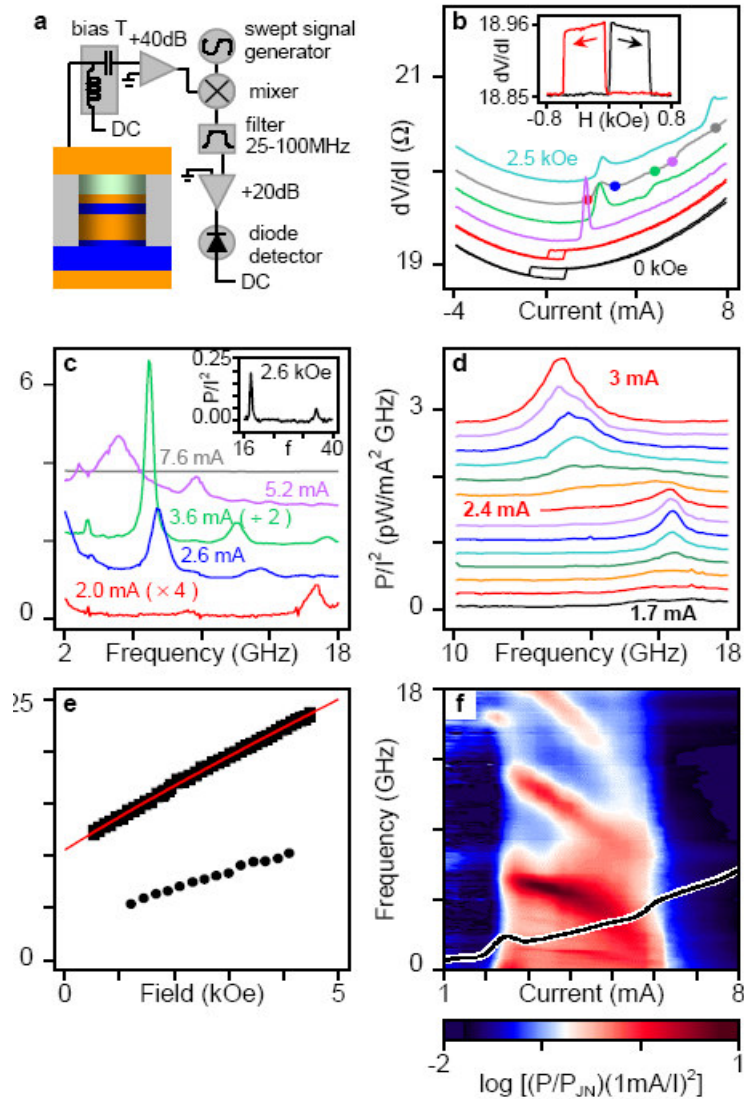 a
bias T
+40dB
swept signal
generator
mixer
filter
25-100MHz
DC
+20dB
diode
detector
DC
b
18.96
dV/dI
18.85
-0.8
H (kOe)
0.8
21
dV/dI (Ω)
19
2.5 kOe
0 kOe
-4
Current (mA)
8
c
6
0.25
P/I²
0.00
2.6 kOe
16
f
40
7.6 mA
5.2 mA
3.6 mA (÷2)
2.6 mA
2.0 mA (×4)
0
2
Frequency (GHz)
18
d
3 mA
3
P/I² (pW/mA² GHz)
2.4 mA
1.7 mA
0
10
Frequency (GHz)
18
e
25
0
0
Field (kOe)
5
f
18
Frequency (GHz)
0
1
Current (mA)
8
-2
1
log [(P/P_JN)(1mA/I)²]